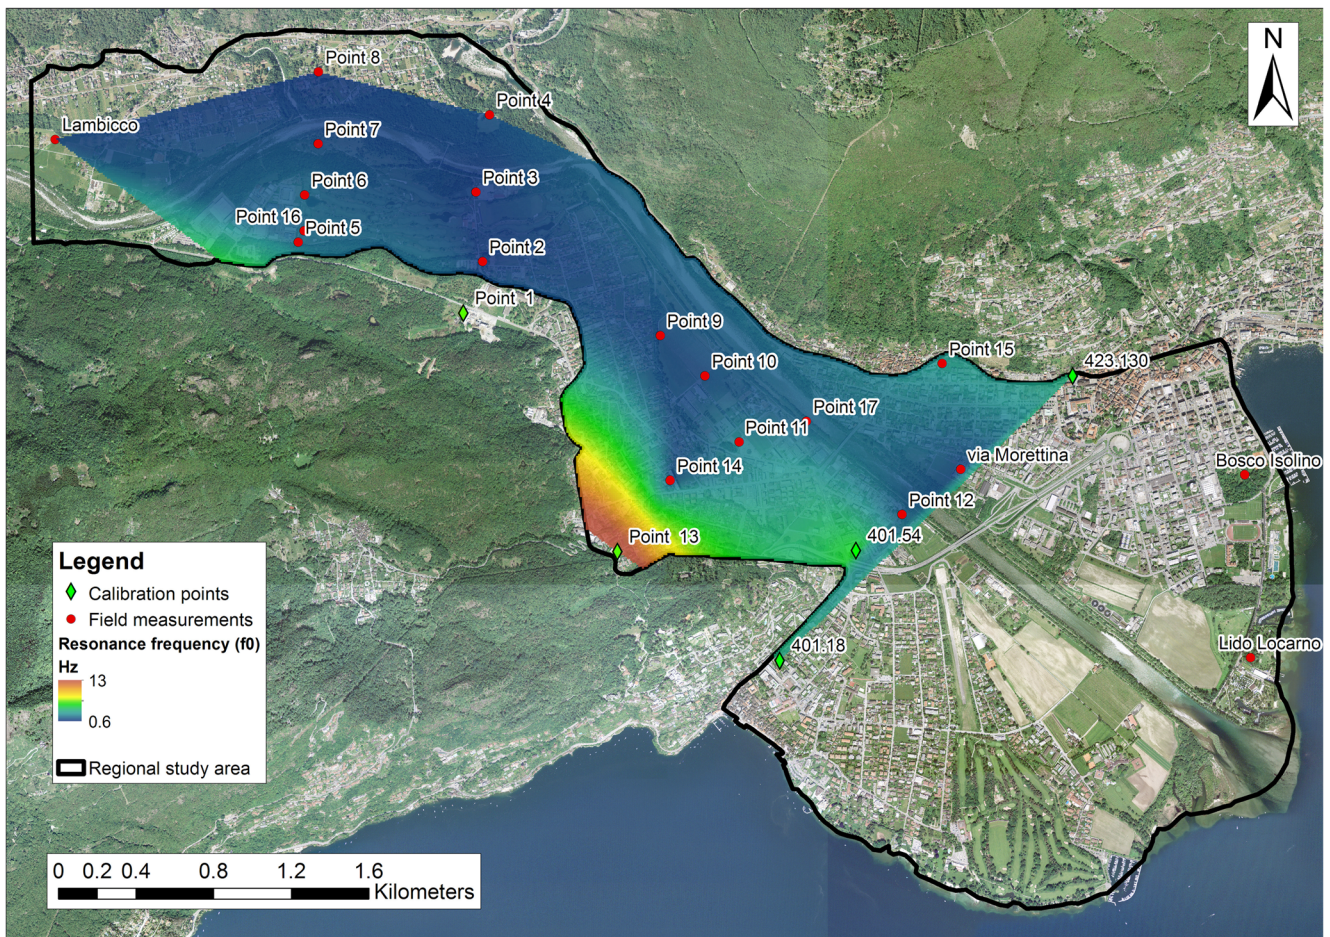 N
Point 8
Point 4
Lambicco
Point 7
Point 3
Point 6
Point 16
Point 5
Point 2
Point 1
Point 9
Point 10
Point 15
423.130
Point 17
Point 11
via Morettina
Bosco Isolino
Point 14
Point 12
Point 13
401.54
401.18
Lido Locarno
Legend
Calibration points
Field measurements
Resonance frequency (f0)
Hz
13
0.6
Regional study area
0 0.2 0.4 0.8 1.2 1.6
Kilometers